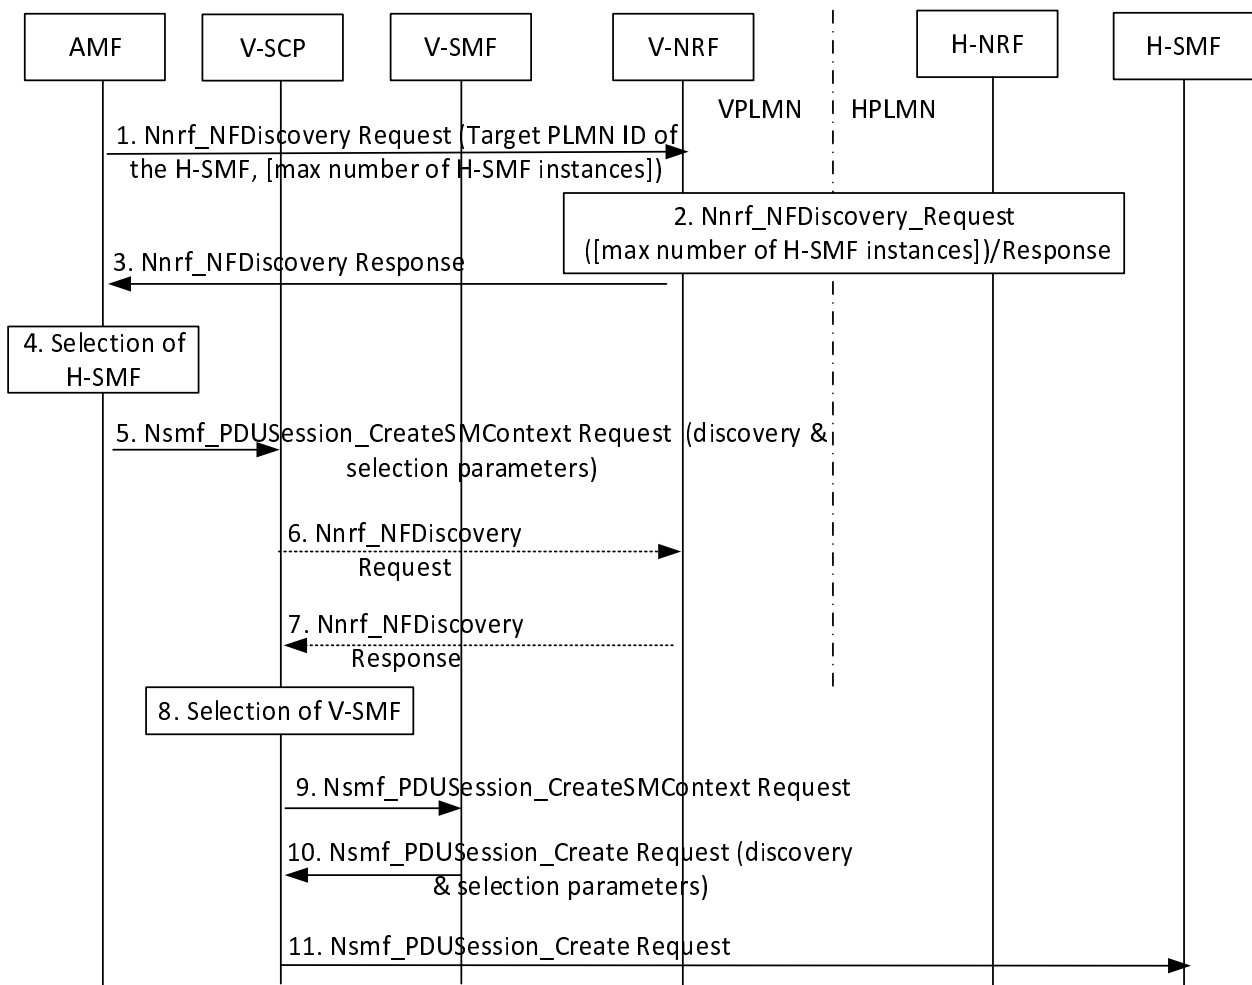 AMF
V-SCP
V-SMF
V-NRF
H-NRF
H-SMF
VPLMN
HPLMN
1. Nnrf_NFDiscovery Request (Target PLMN ID of
the H-SMF, [max number of H-SMF instances])
2. Nnrf_NFDiscovery_Request
([max number of H-SMF instances])/Response
3. Nnrf_NFDiscovery Response
4. Selection of
H-SMF
5. Nsmf_PDUSession_CreateSMContext Request (discovery &
selection parameters)
6. Nnrf_NFDiscovery
Request
7. Nnrf_NFDiscovery
Response
8. Selection of V-SMF
9. Nsmf_PDUSession_CreateSMContext Request
10. Nsmf_PDUSession_Create Request (discovery
& selection parameters)
11. Nsmf_PDUSession_Create Request